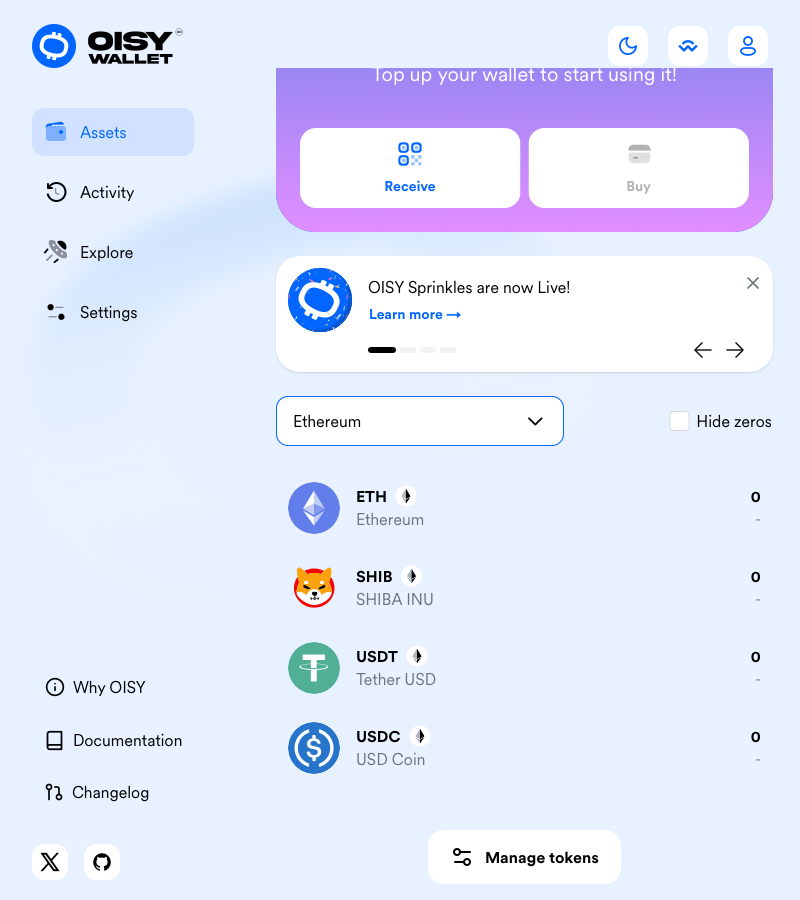 OISY
WALLET
Top up your wallet to start using it!
Assets
Activity
Explore
Settings
Receive
Buy
OISY Sprinkles are now Live!
Learn more →
Ethereum
Hide zeros
ETH
0
Ethereum
-
SHIB
0
SHIBA INU
-
USDT
0
Tether USD
-
USDC
0
USD Coin
-
Why OISY
Documentation
Changelog
Manage tokens